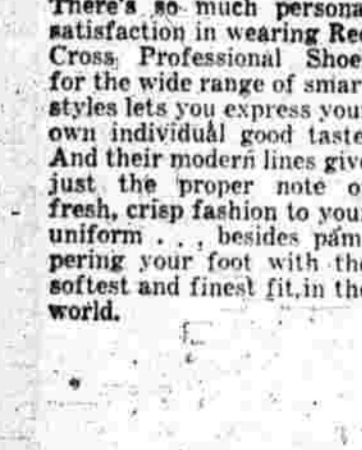 There's so much persona
satisfaction in wearing Re
Cross Professional Shoe
for the wide range of smar
styles lets you express you
own individual good taste
And their modern lines giv
just the proper note o
fresh, crisp fashion to you
uniform . . , besides pam
pering your foot with the
softest and finest fit in the
world.